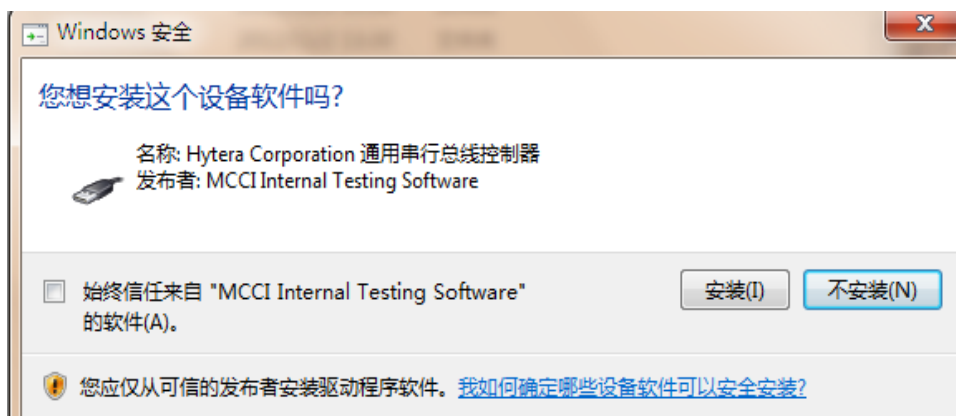 Windows 安全
您想安装这个设备软件吗?
名称: Hytera Corporation 通用串行总线控制器
发布者: MCCI Internal Testing Software
始终信任来自 "MCCI Internal Testing Software"
的软件(A)。
安装(I)
不安装(N)
您应仅从可信的发布者安装驱动程序软件。我如何确定哪些设备软件可以安全安装?